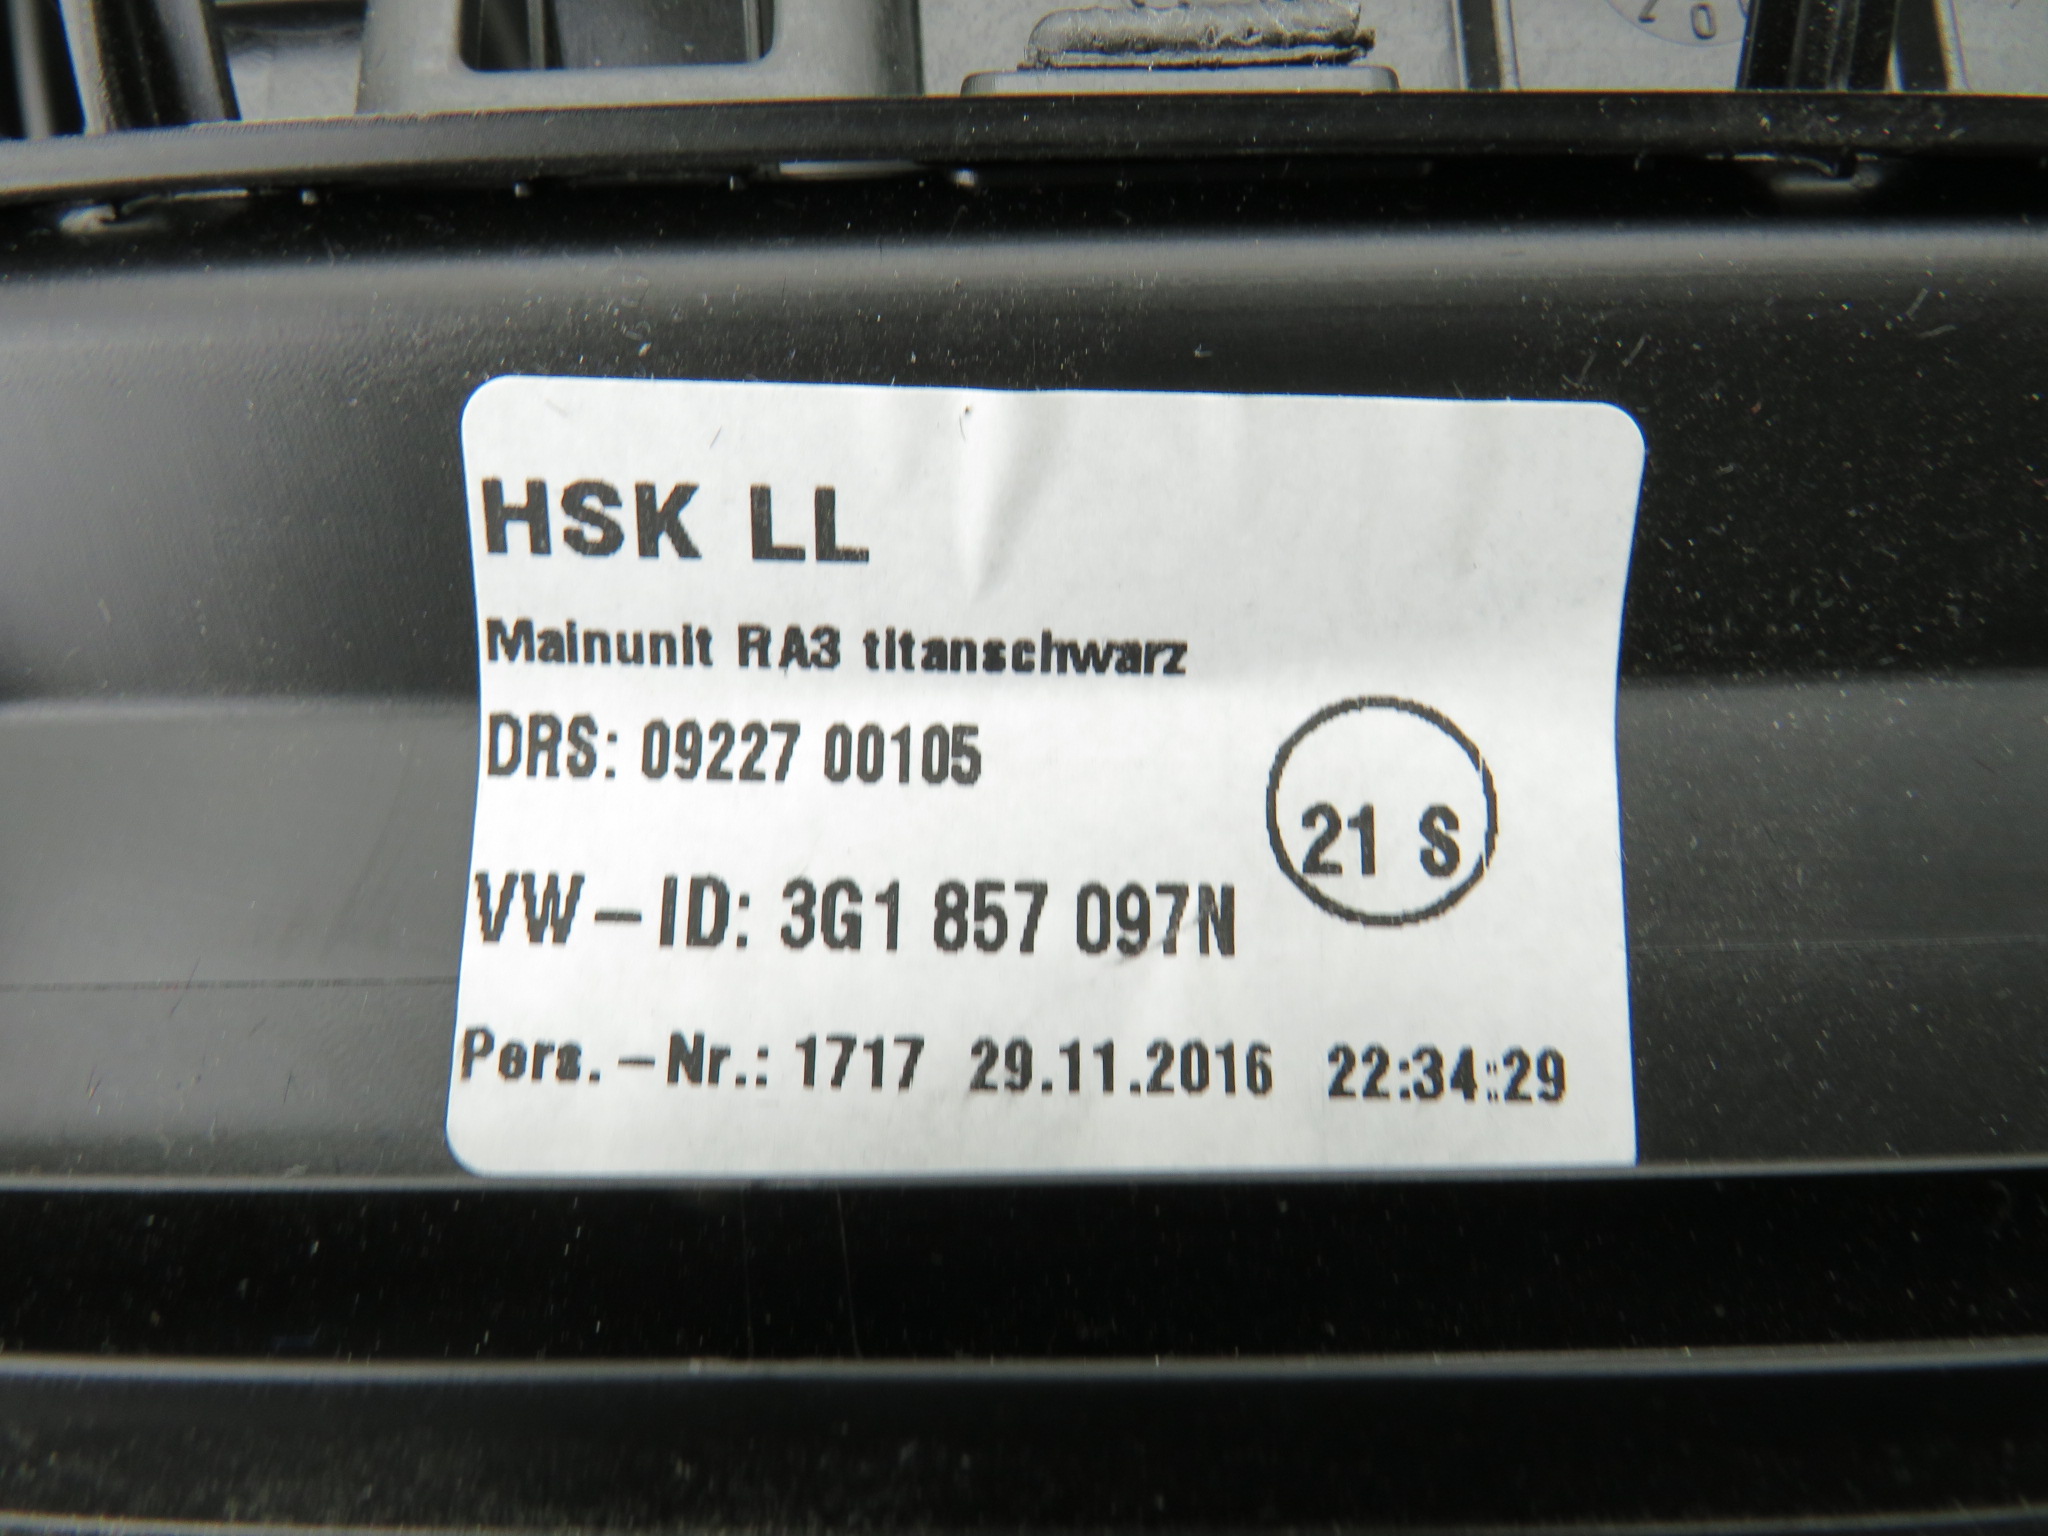 HSK LL
Mainunit RA3 titanschwarz
DRS: 09227 00105
21 S
VW-ID: 3G1 857 097N
Pers.-Nr.: 1717 29.11.2016 22:34:29